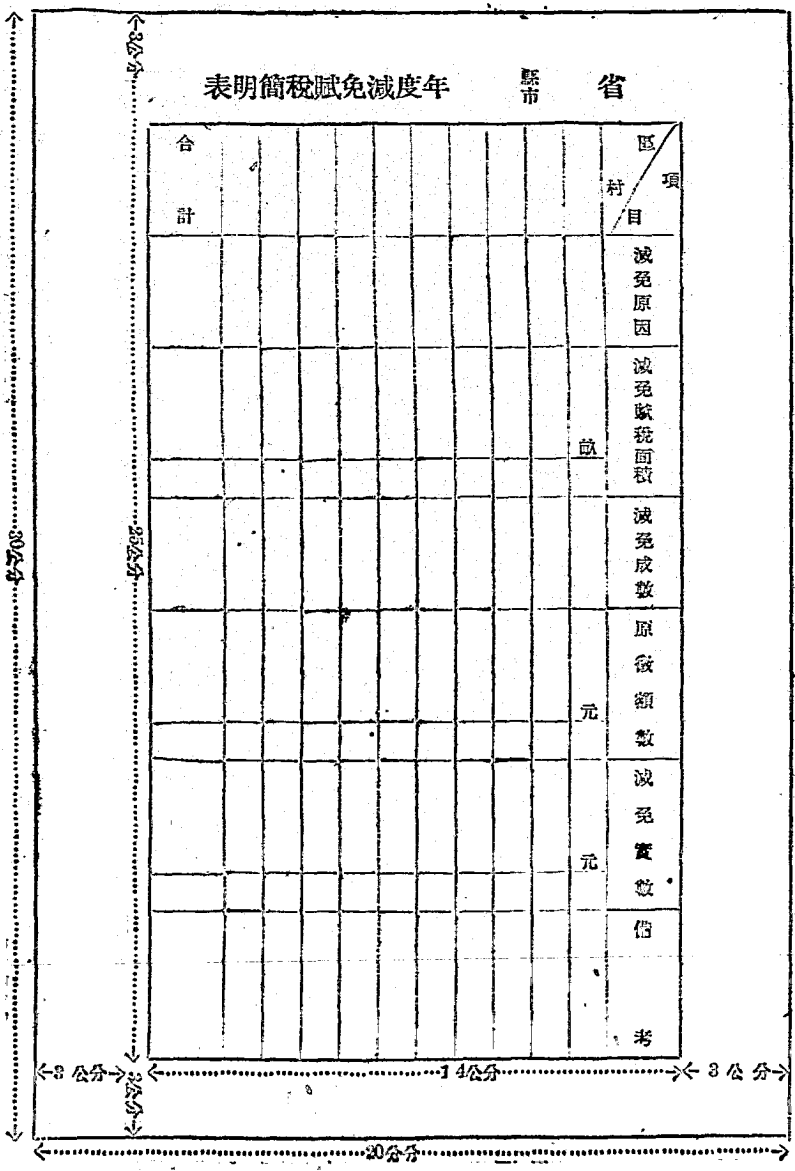 省　縣市　年度減免賦稅簡明表
區村
項目
減免原因
減免賦稅面積
畝
減免成數
原徵額數
元
減免實數
元
備考
合計
3公分
25公分
2公分
30公分
3公分
14公分
3公分
20公分